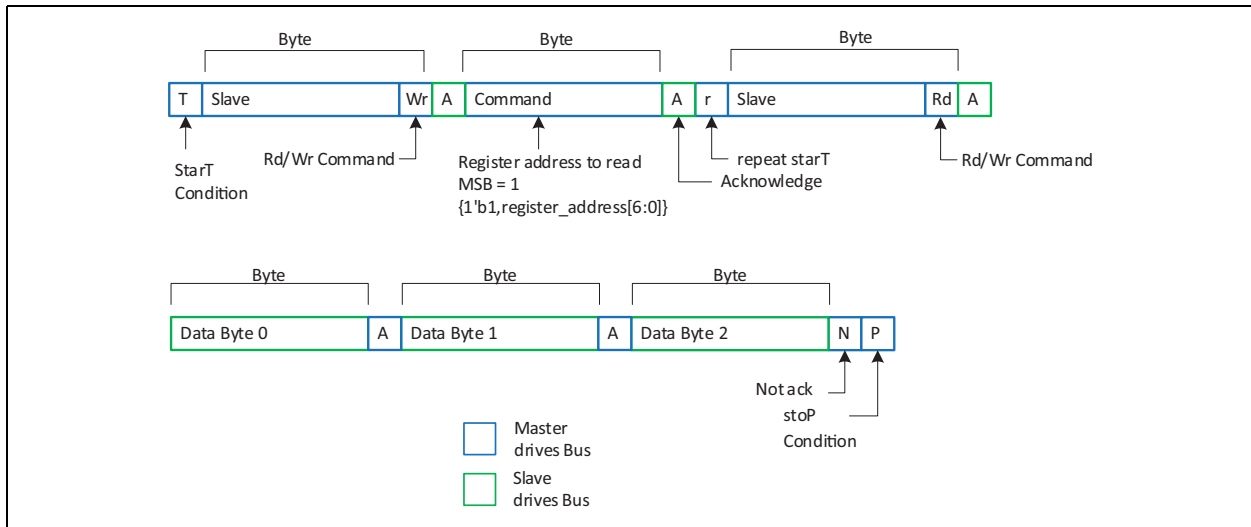 Byte Byte Byte
T Slave Wr A Command A r Slave Rd A
StarT
Condition
Rd/Wr Command
Register address to read
MSB = 1
{1'b1,register_address[6:0]}
repeat starT
Acknowledge
Rd/Wr Command
Byte Byte Byte
Data Byte 0 A Data Byte 1 A Data Byte 2 N P
Not ack
stoP
Condition
Master
drives Bus
Slave
drives Bus